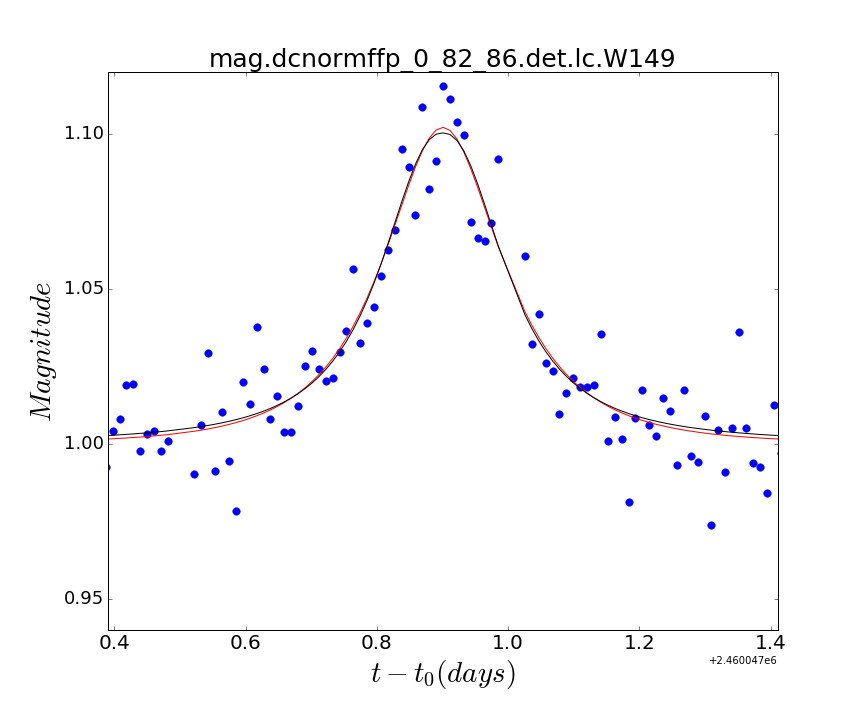 mag.dcnormffp_0_82_86.det.lc.W149
Magnitude
1.10
1.05
1.00
0.95
0.4 0.6 0.8 1.0 1.2 1.4
+2.460047e6
t − t₀(days)